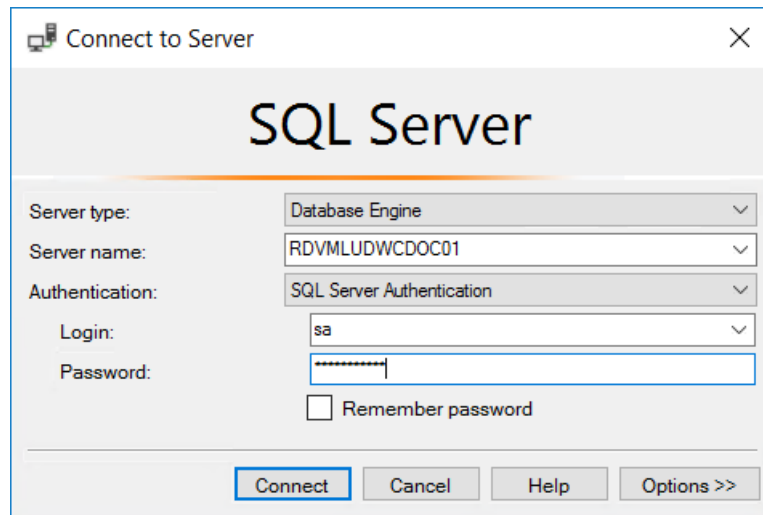 Connect to Server
SQL Server
Server type: Database Engine
Server name: RDVMLUDWCDOC01
Authentication: SQL Server Authentication
Login: sa
Password: ***********
Remember password
Connect Cancel Help Options >>